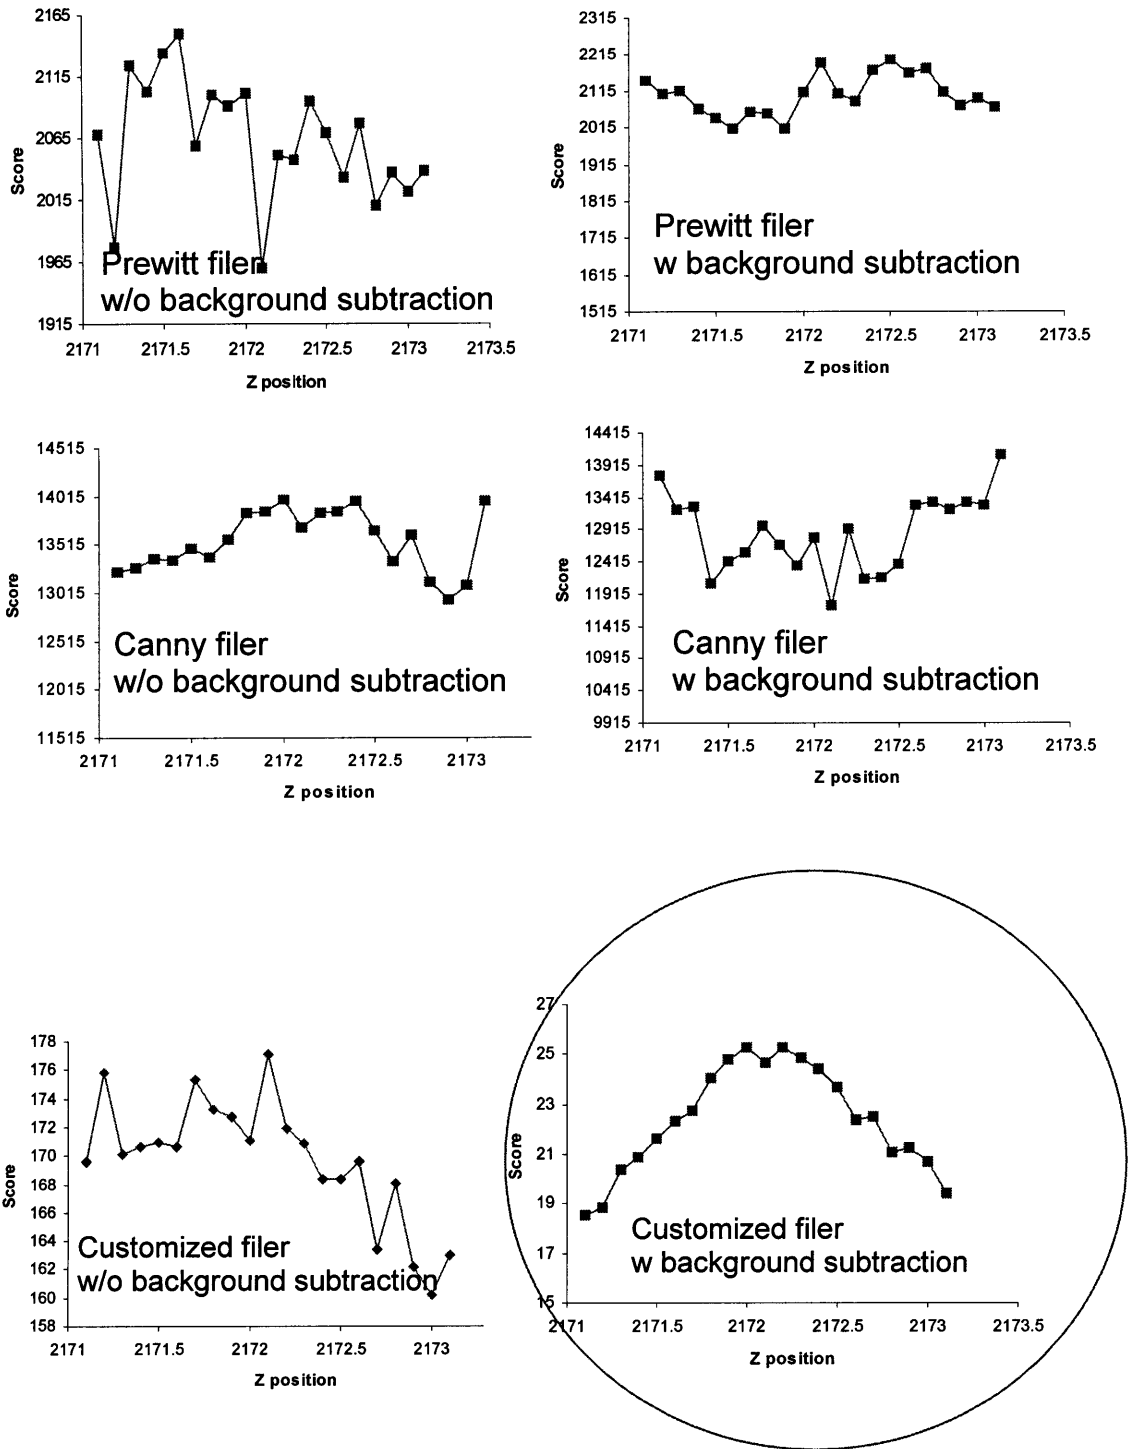 2165
2115
2065
2015
1965
1915
Score
Prewitt filer
w/o background subtraction
2171 2171.5 2172 2172.5 2173 2173.5
Z position
2315
2215
2115
2015
1915
1815
1715
1615
1515
Score
Prewitt filer
w background subtraction
2171 2171.5 2172 2172.5 2173 2173.5
Z position
14515
14015
13515
13015
12515
12015
11515
Score
Canny filer
w/o background subtraction
2171 2171.5 2172 2172.5 2173
Z position
14415
13915
13415
12915
12415
11915
11415
10915
10415
9915
Score
Canny filer
w background subtraction
2171 2171.5 2172 2172.5 2173 2173.5
Z position
178
176
174
172
170
168
166
164
162
160
158
Score
Customized filer
w/o background subtraction
2171 2171.5 2172 2172.5 2173
Z position
27
25
23
21
19
17
15
Score
Customized filer
w background subtraction
2171 2171.5 2172 2172.5 2173 2173.5
Z position